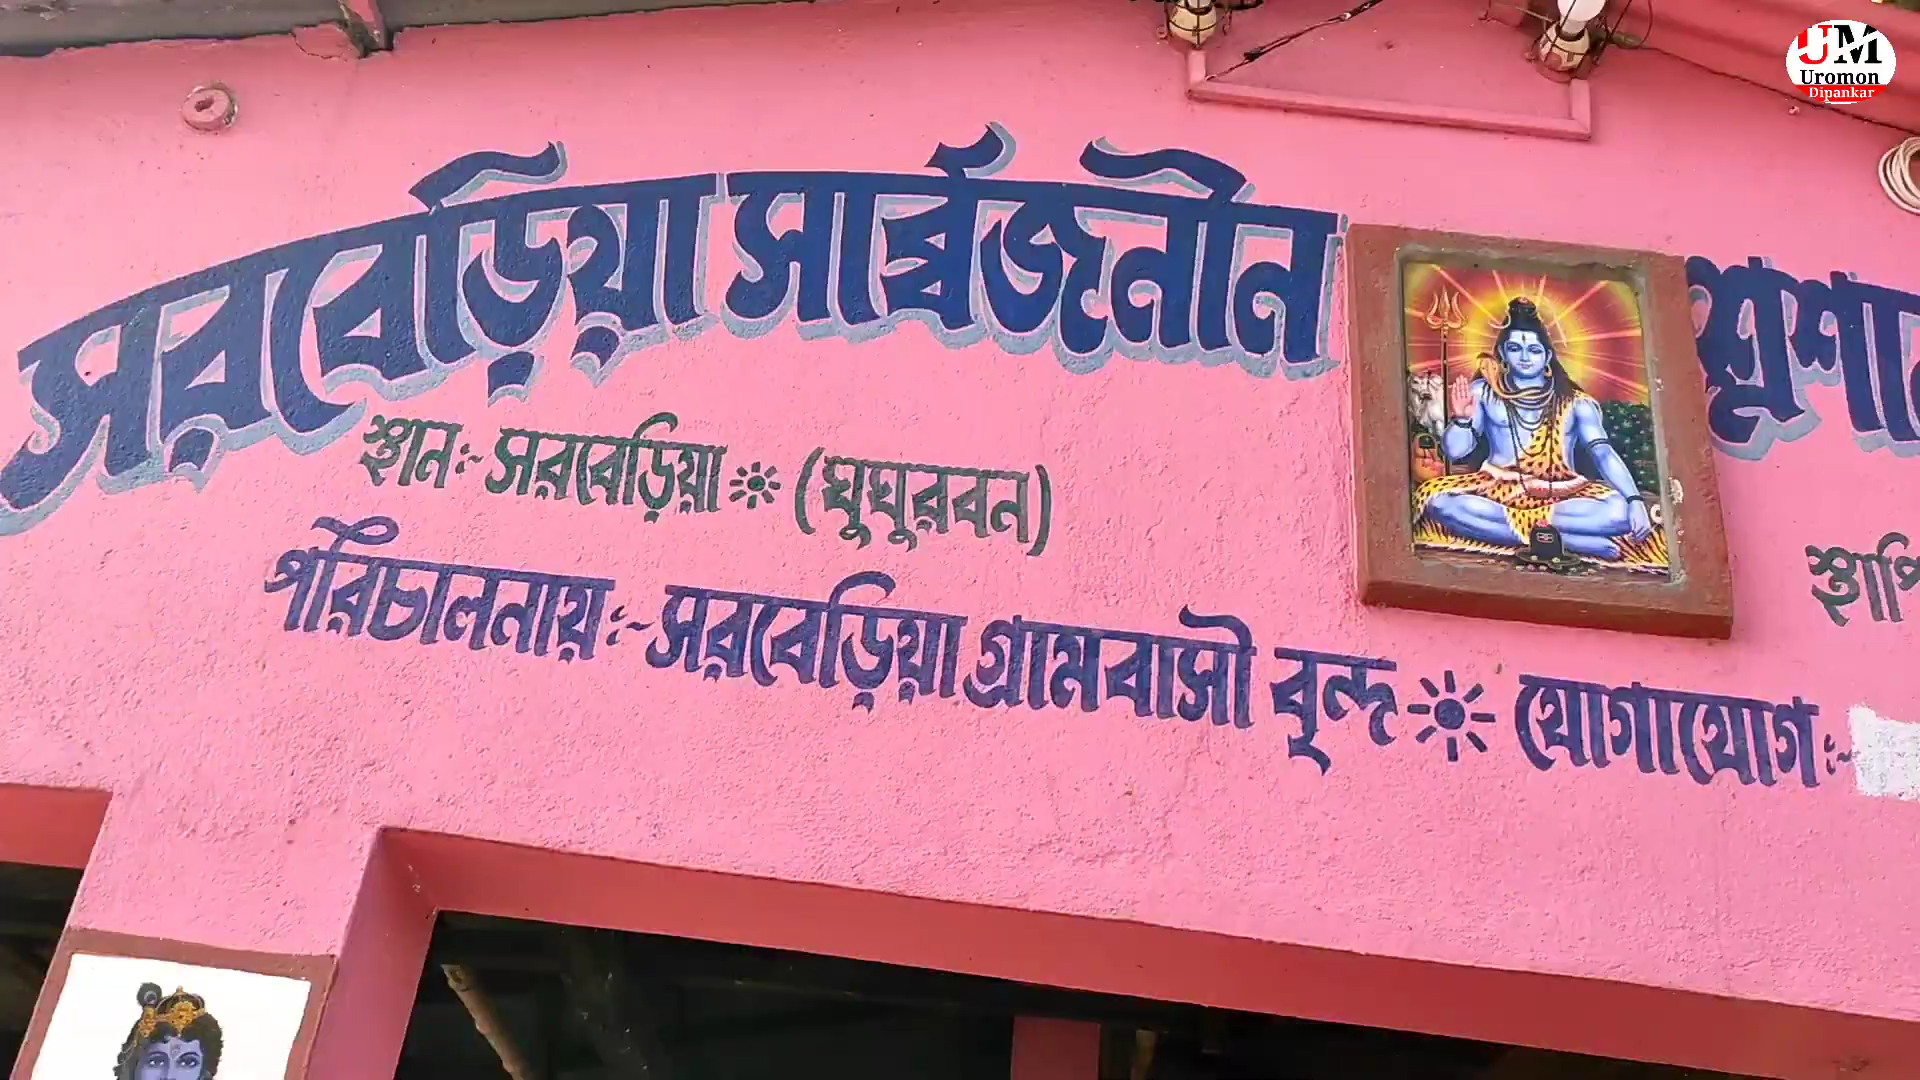 UM
Uromon
Dipankar
সরবেড়িয়া সার্ব্বজনীন
স্থান:- সরবেড়িয়া (ঘুঘুরবন)
পরিচালনায়:- সরবেড়িয়া গ্রামবাসী বৃন্দ যোগাযোগ:-